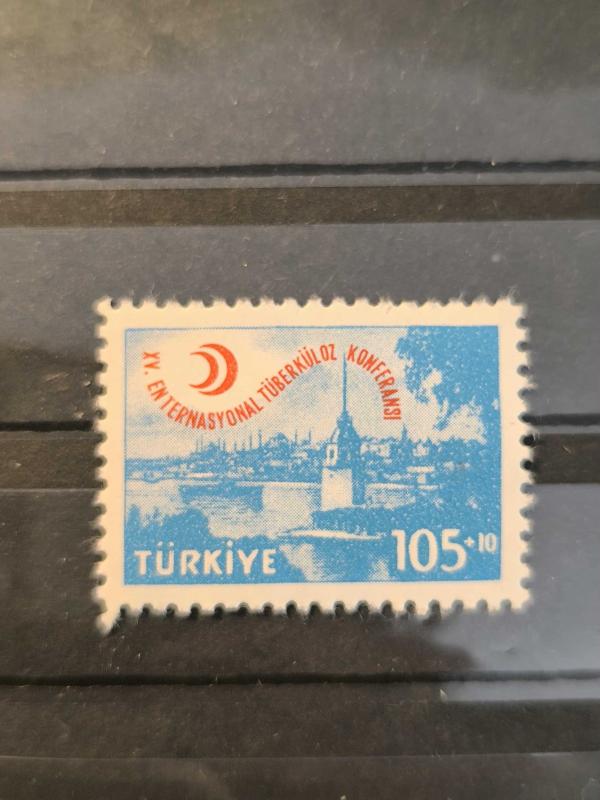 XV. ENTERNASYONAL TÜBERKÜLOZ KONFERANSI
TÜRKİYE
105+10